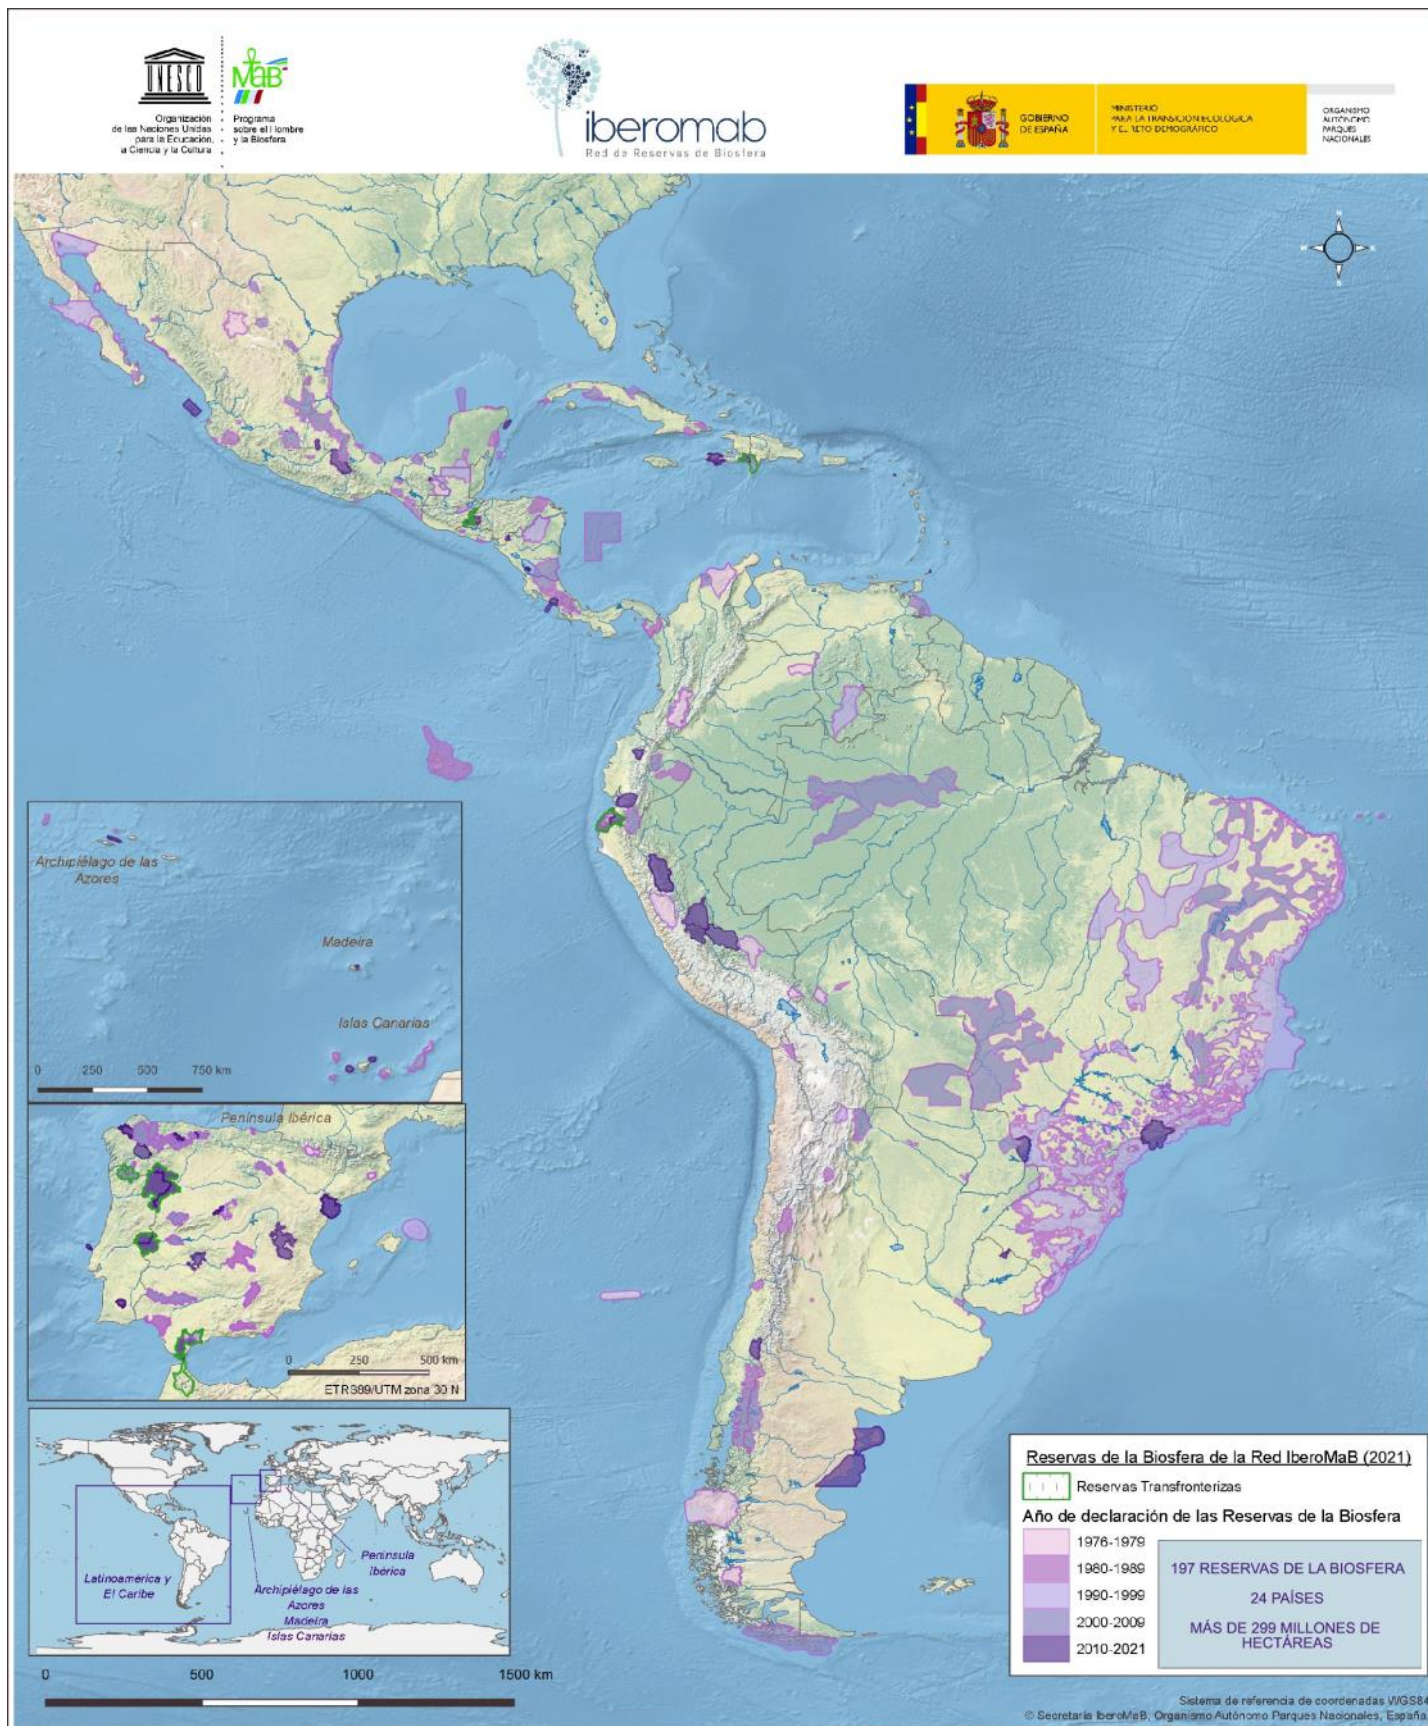 UNESCO
MaB
Organización
de las Naciones Unidas
para la Educación,
la Ciencia y la Cultura
Programa
sobre el Hombre
y la Biosfera
iberomab
Red de Reservas de Biosfera
GOBIERNO
DE ESPAÑA
MINISTERIO
PARA LA TRANSICIÓN ECOLÓGICA
Y EL RETO DEMOGRÁFICO
ORGANISMO
AUTÓNOMO
PARQUES
NACIONALES
N
W
E
S
Archipiélago de las
Azores
Madeira
Islas Canarias
0 250 500 750 km
Península Ibérica
0 250 500 km
ETRS89/UTM zona 30 N
Latinoamérica y
El Caribe
Península
Ibérica
Archipiélago de las
Azores
Madeira
Islas Canarias
0 500 1000 1500 km
Reservas de la Biosfera de la Red IberoMaB (2021)
Reservas Transfronterizas
Año de declaración de las Reservas de la Biosfera
1976-1979
1980-1989
1990-1999
2000-2009
2010-2021
197 RESERVAS DE LA BIOSFERA
24 PAÍSES
MÁS DE 299 MILLONES DE
HECTÁREAS
Sistema de referencia de coordenadas WGS84
© Secretaría IberoMaB, Organismo Autónomo Parques Nacionales, España